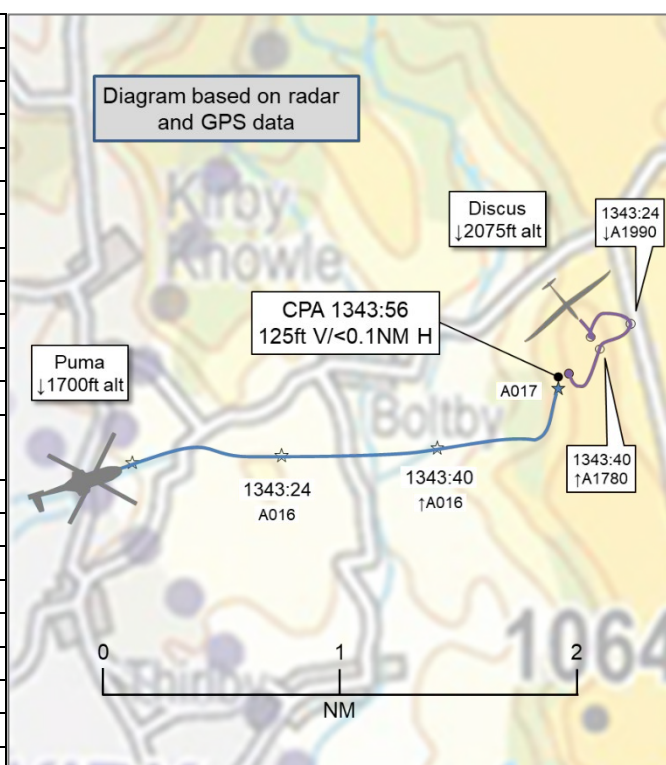 Diagram based on radar
and GPS data
Kirby
Knowle
Discus
↓2075ft alt
1343:24
↓A1990
CPA 1343:56
125ft V/<0.1NM H
Puma
↓1700ft alt
A017
Boltby
1343:24
A016
1343:40
↑A016
1343:40
↑A1780
1064
0
1
2
Thirlby
NM